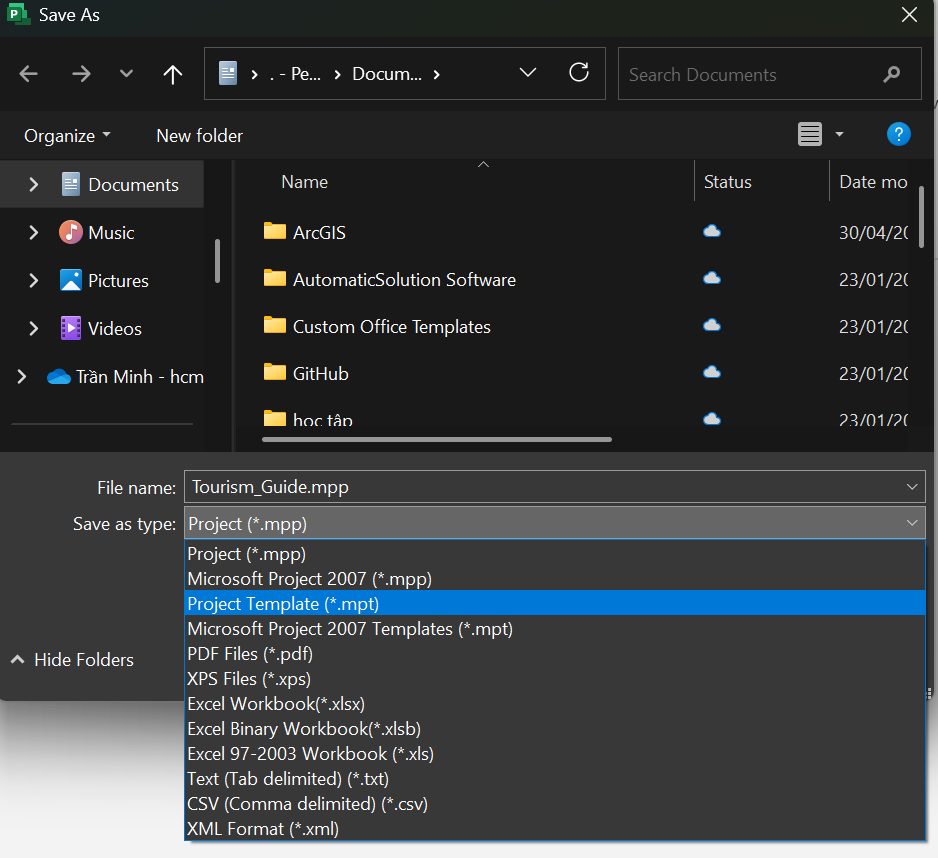 Save As
. - Pe... Docum...
Search Documents
Organize New folder
Name Status Date mo
Documents
Music
Pictures
Videos
Trần Minh - hcm
ArcGIS 30/04/20
AutomaticSolution Software 23/01/20
Custom Office Templates 23/01/20
GitHub 23/01/20
học tập 23/01/20
File name: Tourism_Guide.mpp
Save as type: Project (*.mpp)
Project (*.mpp)
Microsoft Project 2007 (*.mpp)
Project Template (*.mpt)
Microsoft Project 2007 Templates (*.mpt)
PDF Files (*.pdf)
XPS Files (*.xps)
Excel Workbook(*.xlsx)
Excel Binary Workbook(*.xlsb)
Excel 97-2003 Workbook (*.xls)
Text (Tab delimited) (*.txt)
CSV (Comma delimited) (*.csv)
XML Format (*.xml)
Hide Folders